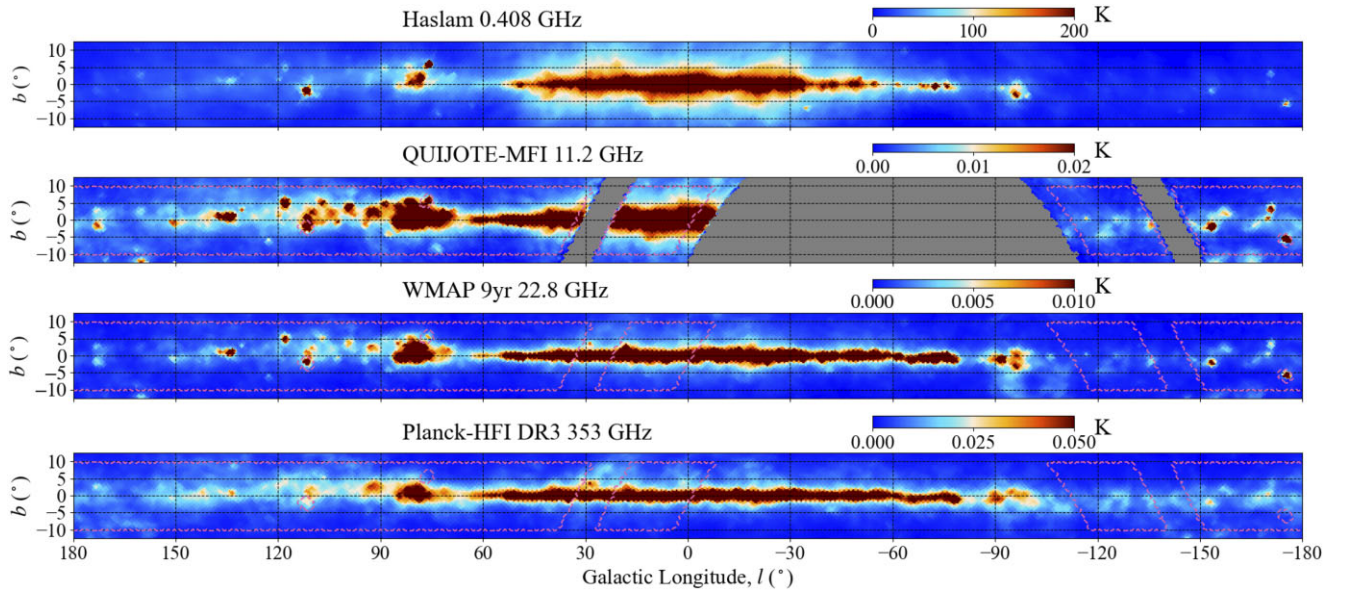 Haslam 0.408 GHz
0 100 200 K
10
5
0
−5
−10
b (°)
QUIJOTE-MFI 11.2 GHz
0.00 0.01 0.02 K
10
5
0
−5
−10
b (°)
WMAP 9yr 22.8 GHz
0.000 0.005 0.010 K
10
5
0
−5
−10
b (°)
Planck-HFI DR3 353 GHz
0.000 0.025 0.050 K
10
5
0
−5
−10
b (°)
180 150 120 90 60 30 0 −30 −60 −90 −120 −150 −180
Galactic Longitude, l (°)